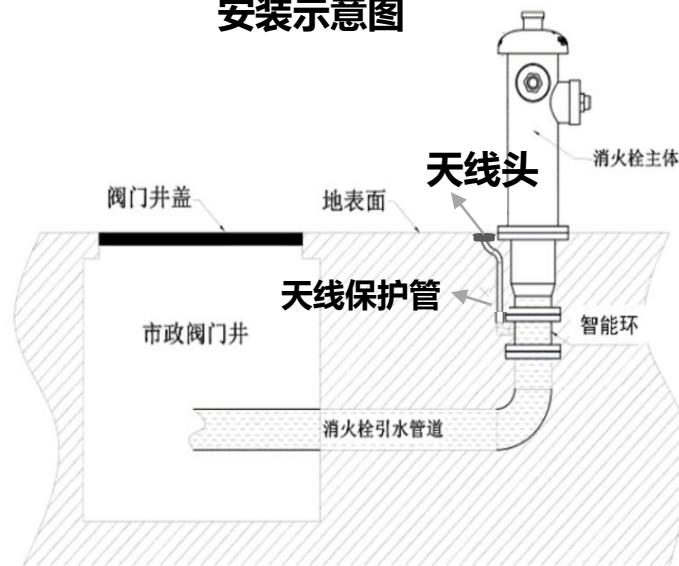 安装示意图
消火栓主体
天线头
阀门井盖
地表面
天线保护管
智能环
市政阀门井
消火栓引水管道